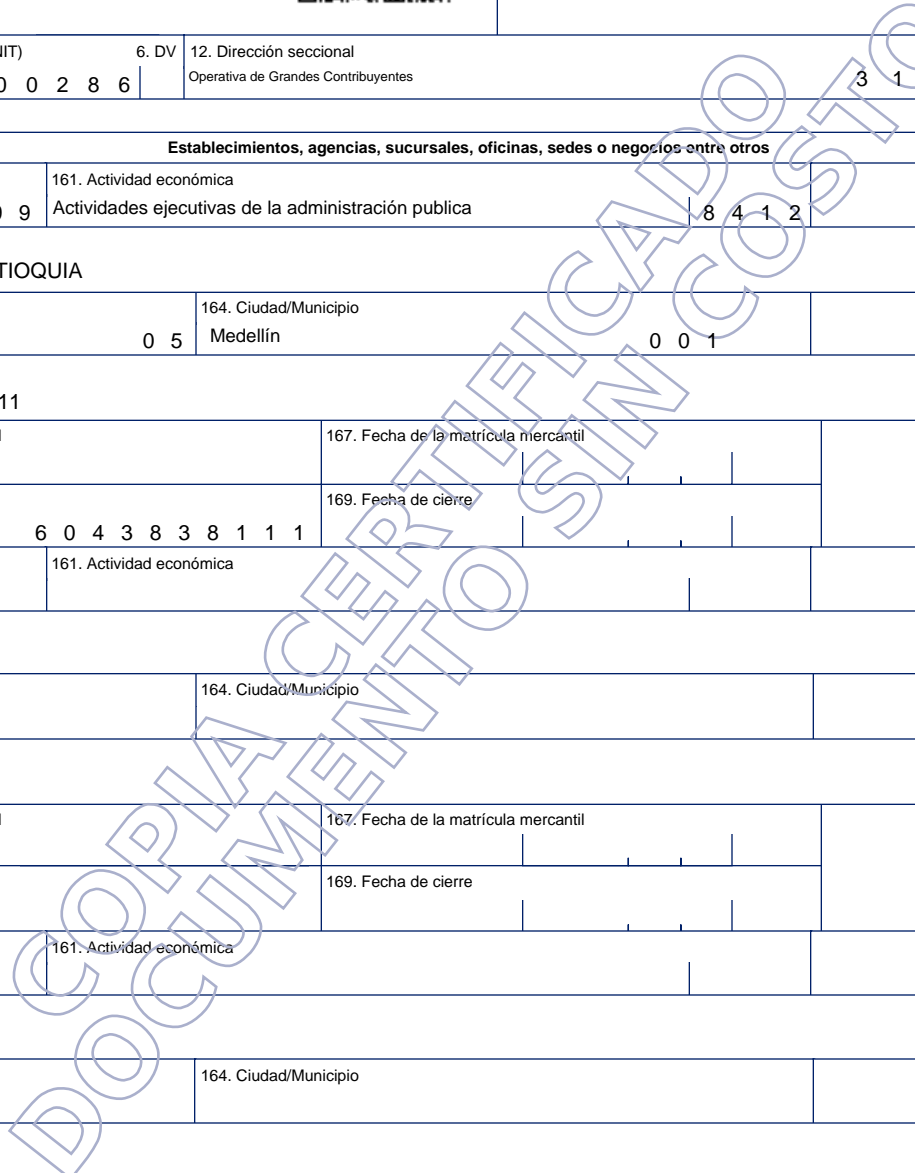 NIT) 6. DV 12. Dirección seccional
0 0 2 8 6 Operativa de Grandes Contribuyentes 3 1
Establecimientos, agencias, sucursales, oficinas, sedes o negocios entre otros
161. Actividad económica
9 Actividades ejecutivas de la administración publica 8 4 1 2
TIOQUIA
164. Ciudad/Municipio
0 5 Medellín 0 0 1
11
167. Fecha de la matrícula mercantil
169. Fecha de cierre
6 0 4 3 8 3 8 1 1 1
161. Actividad económica
164. Ciudad/Municipio
167. Fecha de la matrícula mercantil
169. Fecha de cierre
161. Actividad económica
164. Ciudad/Municipio
COPIA CERTIFICADO
DOCUMENTO SIN COSTO